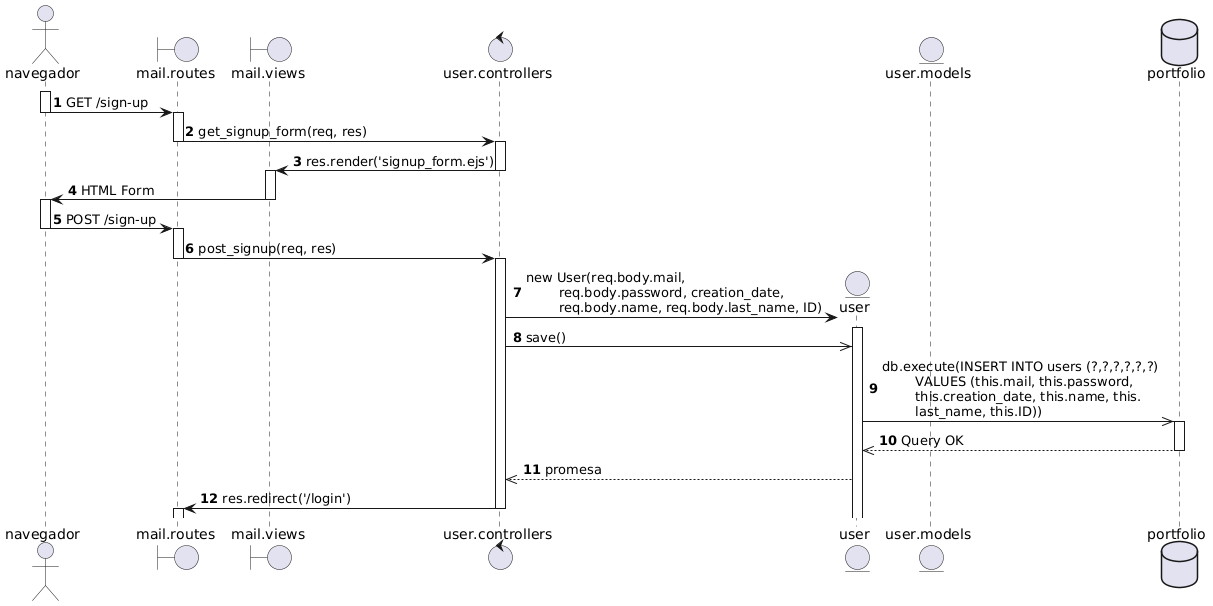 navegador
mail.routes
mail.views
user.controllers
user.models
portfolio
1 GET /sign-up
2 get_signup_form(req, res)
3 res.render('signup_form.ejs')
4 HTML Form
5 POST /sign-up
6 post_signup(req, res)
new User(req.body.mail,
7 req.body.password, creation_date,
req.body.name, req.body.last_name, ID)
user
8 save()
db.execute(INSERT INTO users (?,?,?,?,?,?)
VALUES (this.mail, this.password,
9 this.creation_date, this.name, this.
last_name, this.ID))
10 Query OK
11 promesa
12 res.redirect('/login')
navegador
mail.routes
mail.views
user.controllers
user
user.models
portfolio